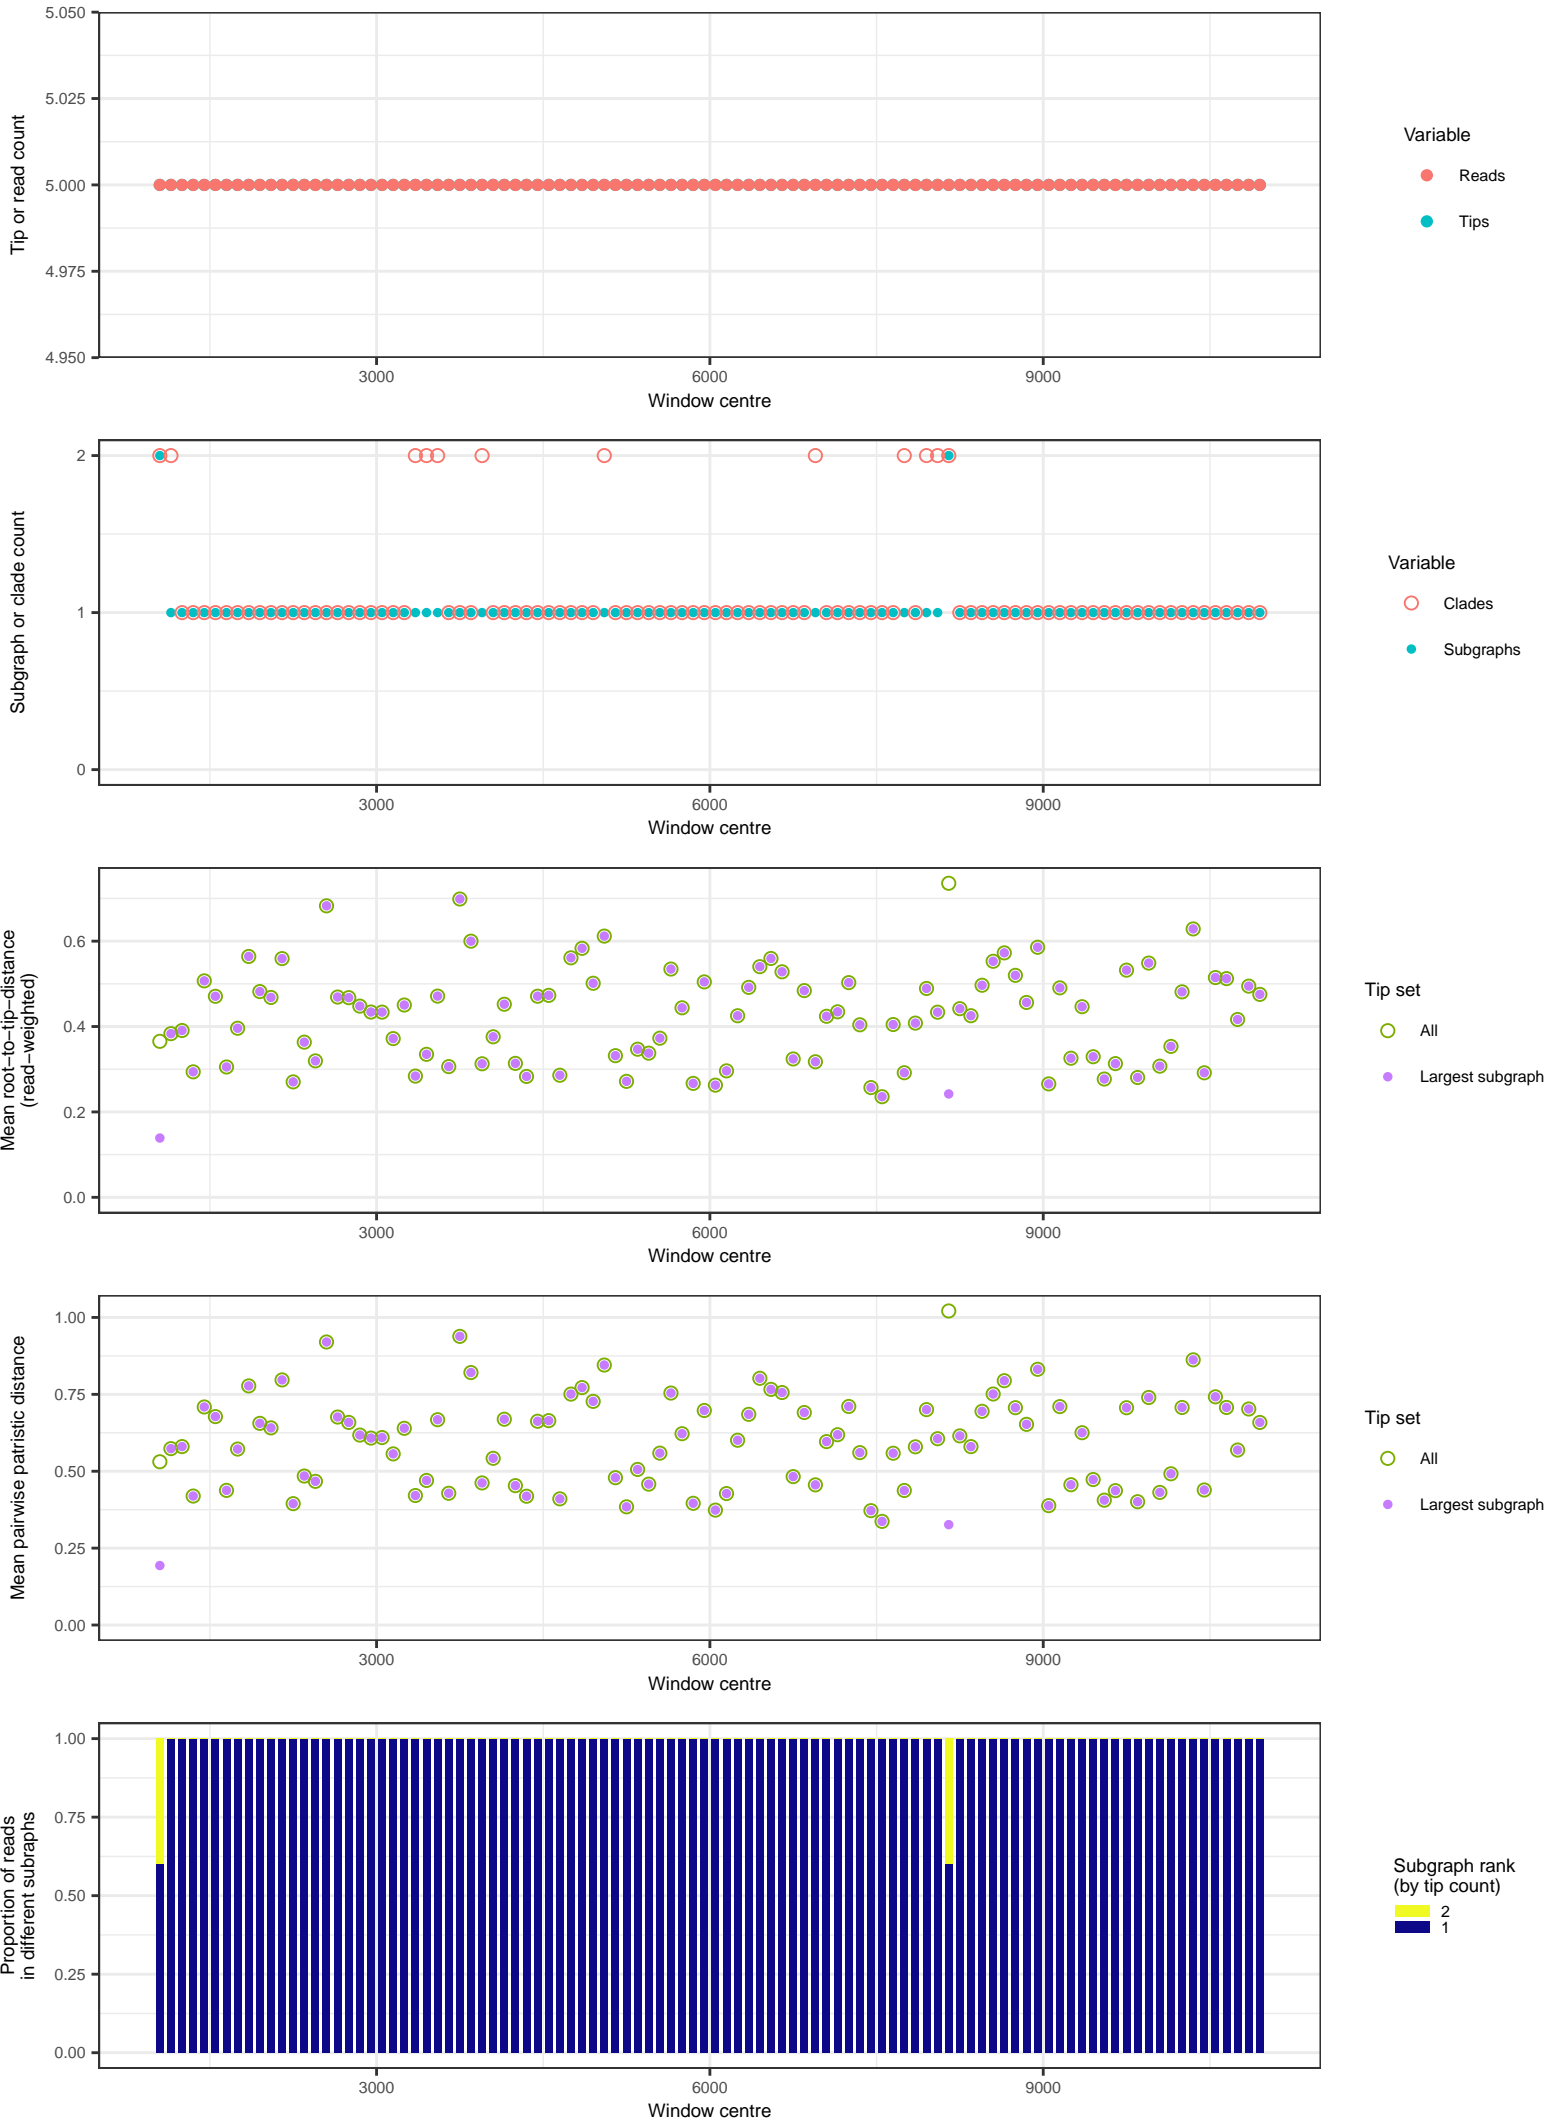 5.050
5.025
5.000
4.975
4.950
Tip or read count
3000 6000 9000
Window centre
Variable
Reads
Tips
2
1
0
Subgraph or clade count
3000 6000 9000
Window centre
Variable
Clades
Subgraphs
0.6
0.4
0.2
0.0
Mean root−to−tip−distance
(read−weighted)
3000 6000 9000
Window centre
Tip set
All
Largest subgraph
1.00
0.75
0.50
0.25
0.00
Mean pairwise patristic distance
3000 6000 9000
Window centre
Tip set
All
Largest subgraph
1.00
0.75
0.50
0.25
0.00
Proportion of reads
in different subraphs
3000 6000 9000
Window centre
Subgraph rank
(by tip count)
2
1